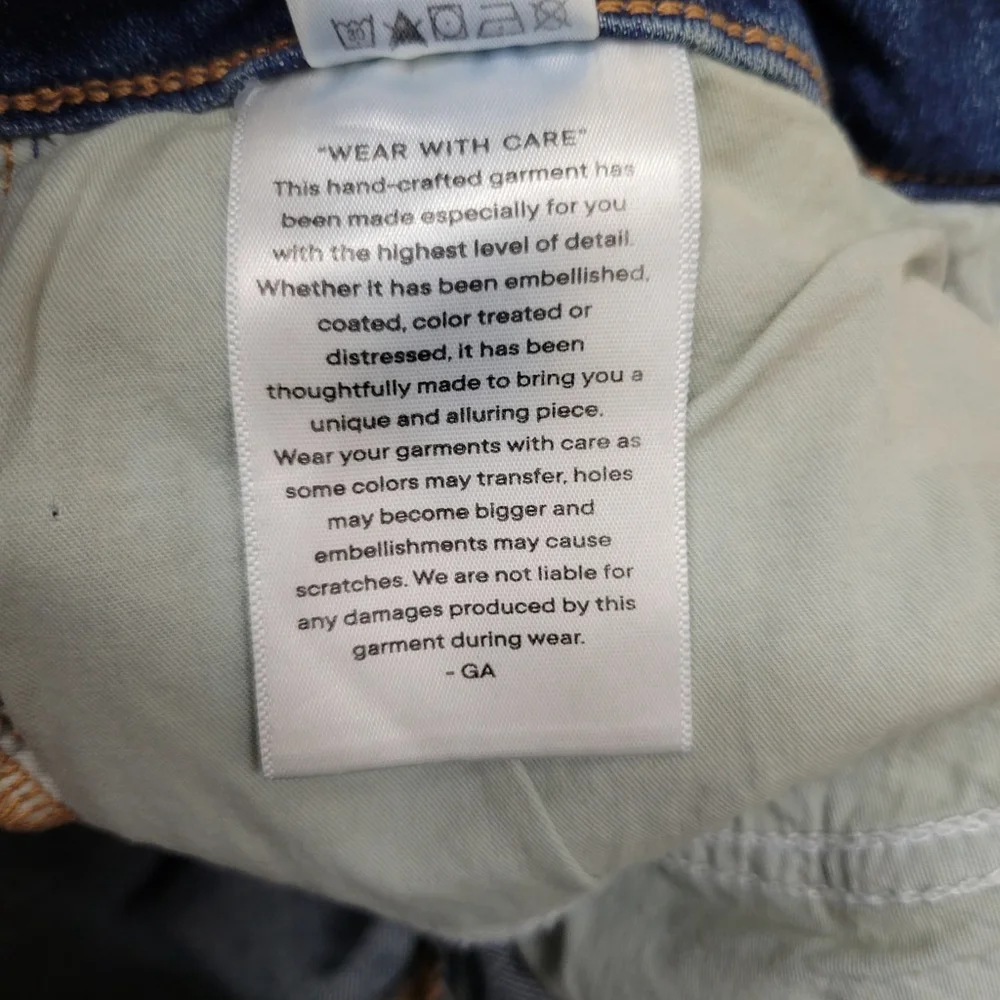 "WEAR WITH CARE"
This hand-crafted garment has
been made especially for you
with the highest level of detail.
Whether it has been embellished,
coated, color treated or
distressed, it has been
thoughtfully made to bring you a
unique and alluring piece.
Wear your garments with care as
some colors may transfer, holes
may become bigger and
embellishments may cause
scratches. We are not liable for
any damages produced by this
garment during wear.
- GA